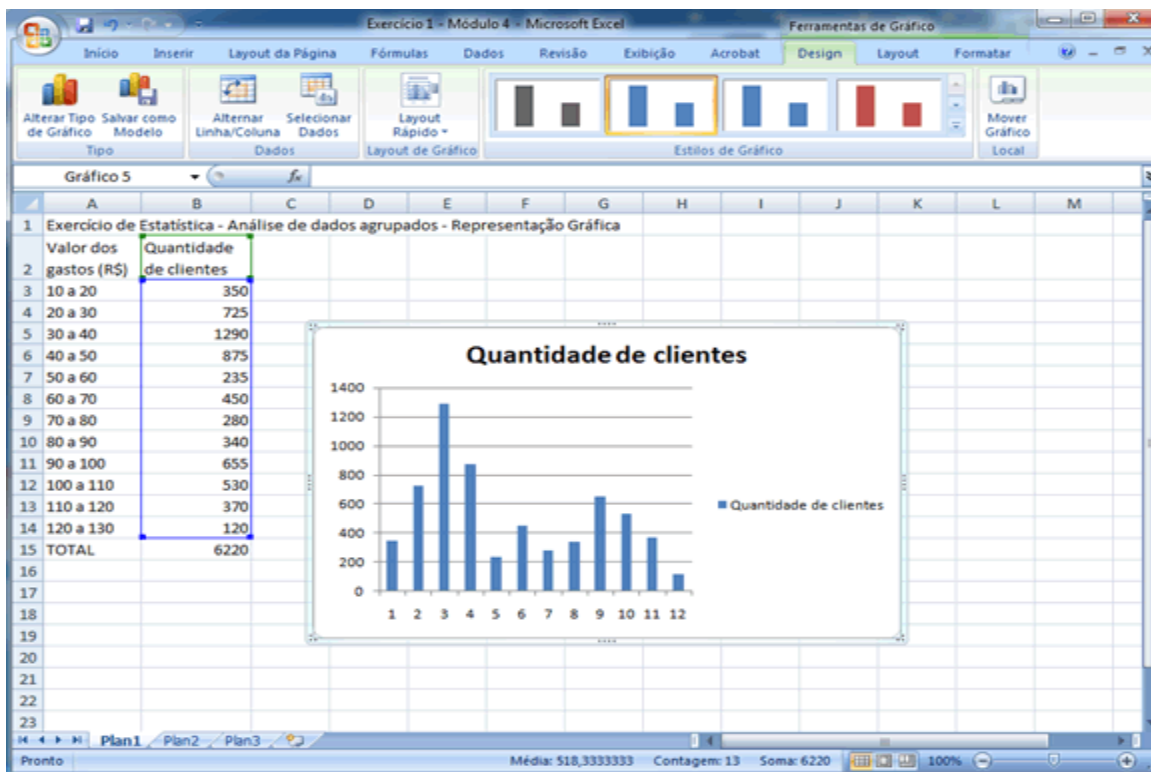 Exercício 1 - Módulo 4 - Microsoft Excel
Ferramentas de Gráfico
Início Inserir Layout da Página Fórmulas Dados Revisão Exibição Acrobat Design Layout Formatar
Alterar Tipo de Gráfico
Salvar como Modelo
Alternar Linha/Coluna
Selecionar Dados
Layout Rápido
Mover Gráfico
Tipo Dados Layout de Gráfico Estilos de Gráfico Local
Gráfico 5 fx
A B C D E F G H I J K L M
1 Exercício de Estatística - Análise de dados agrupados - Representação Gráfica
Valor dos Quantidade
2 gastos (R$) de clientes
3 10 a 20 350
4 20 a 30 725
5 30 a 40 1290
6 40 a 50 875
7 50 a 60 235
8 60 a 70 450
9 70 a 80 280
10 80 a 90 340
11 90 a 100 655
12 100 a 110 530
13 110 a 120 370
14 120 a 130 120
15 TOTAL 6220
16
17
18
19
20
21
22
23
Quantidade de clientes
1400
1200
1000
800
600
400
200
0
1 2 3 4 5 6 7 8 9 10 11 12
Quantidade de clientes
Plan1 Plan2 Plan3
Pronto Média: 518,3333333 Contagem: 13 Soma: 6220 100%